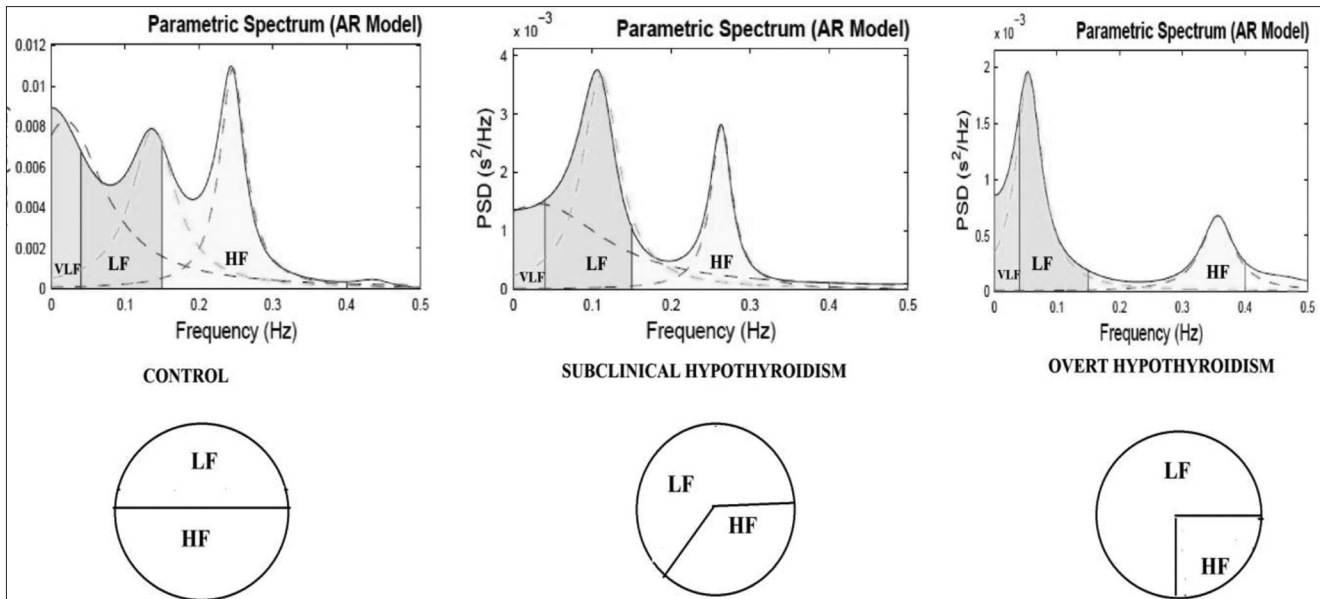 Parametric Spectrum (AR Model)
0.012
0.01
0.008
0.006
0.004
0.002
0
VLF
LF
HF
0 0.1 0.2 0.3 0.4 0.5
Frequency (Hz)
CONTROL
x 10⁻³
Parametric Spectrum (AR Model)
PSD (s²/Hz)
4
3
2
1
0
VLF
LF
HF
0 0.1 0.2 0.3 0.4 0.5
Frequency (Hz)
SUBCLINICAL HYPOTHYROIDISM
x 10⁻³
Parametric Spectrum (AR Model)
PSD (s²/Hz)
2
1.5
1
0.5
0
VLF
LF
HF
0 0.1 0.2 0.3 0.4 0.5
Frequency (Hz)
OVERT HYPOTHYROIDISM
LF
HF
LF
HF
LF
HF